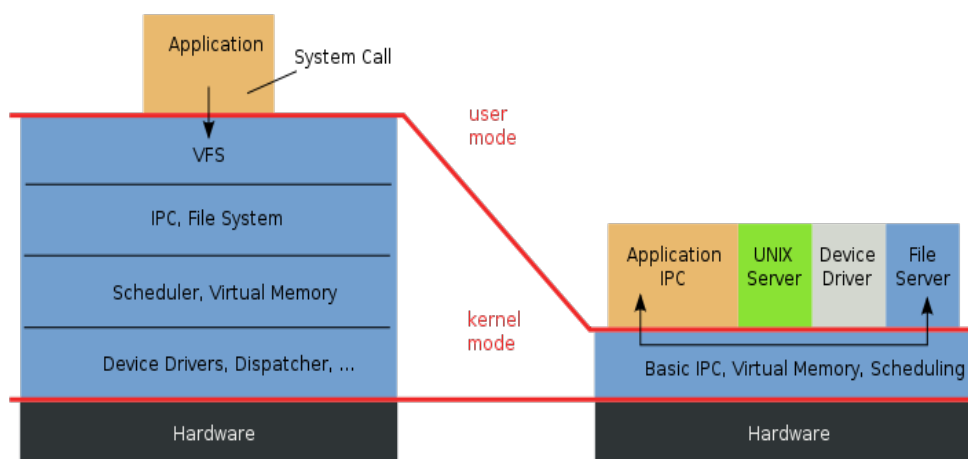 Application
System Call
VFS
IPC, File System
Scheduler, Virtual Memory
Device Drivers, Dispatcher, ...
Hardware
user
mode
kernel
mode
Application
IPC
UNIX
Server
Device
Driver
File
Server
Basic IPC, Virtual Memory, Scheduling
Hardware